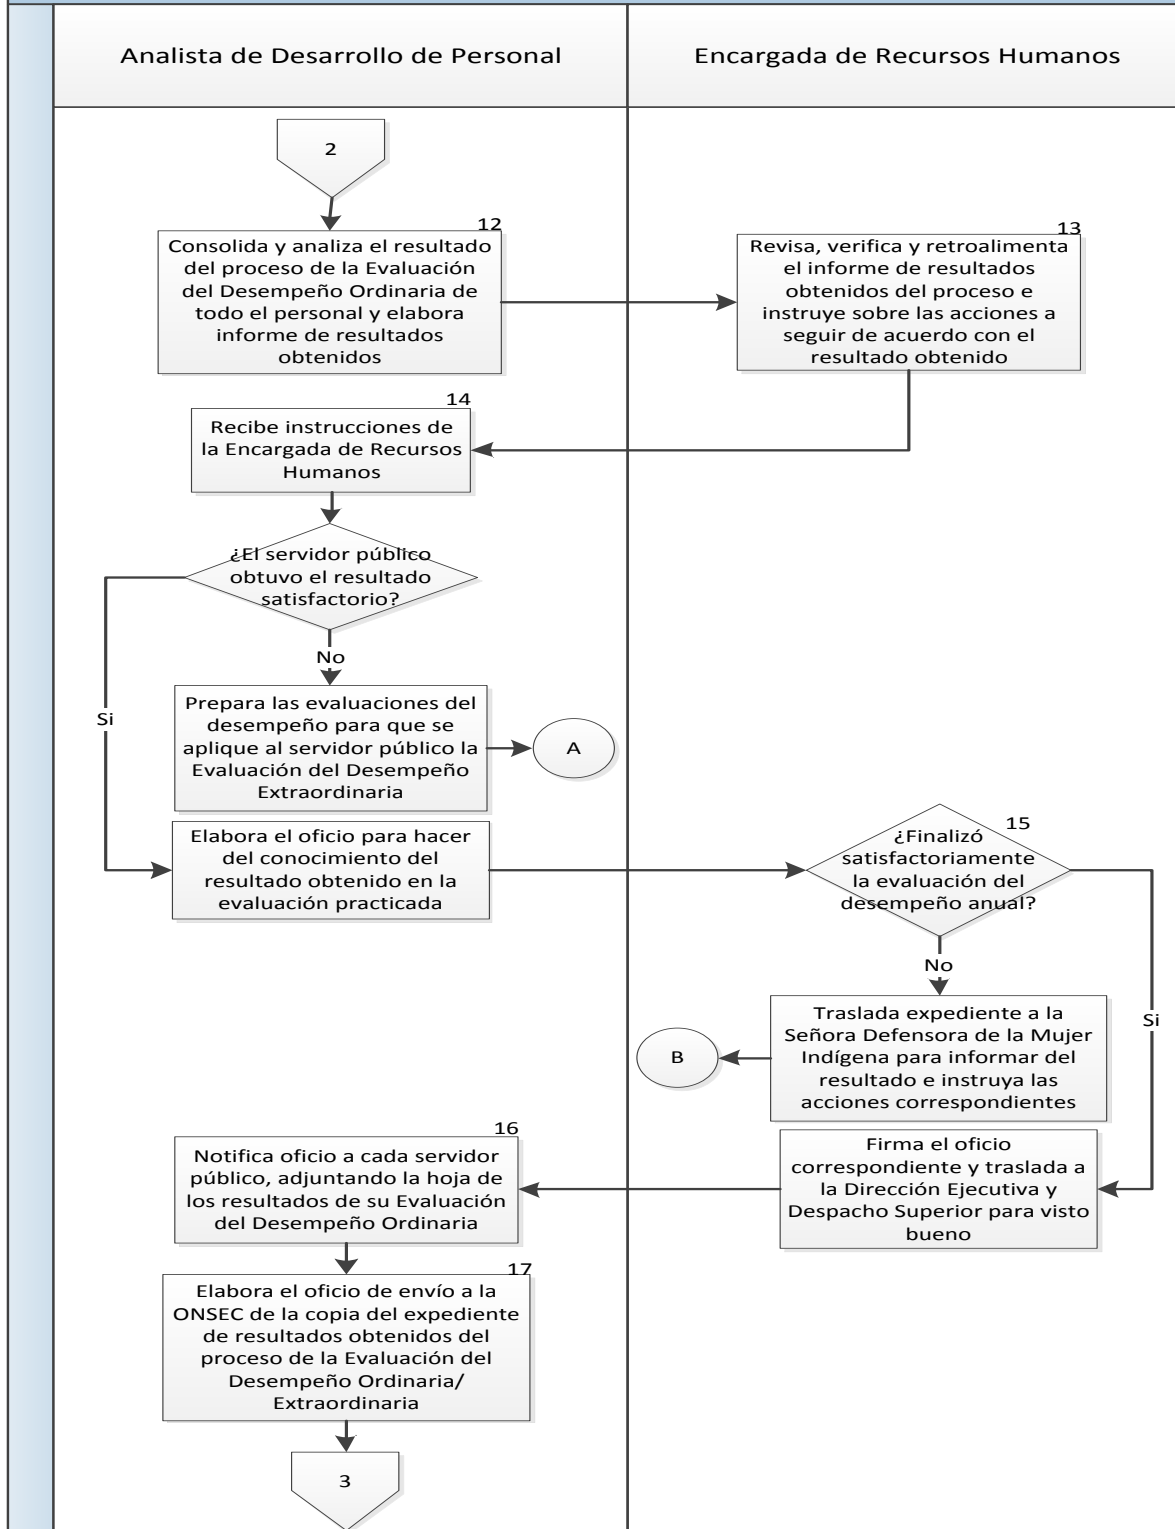 Analista de Desarrollo de Personal
Encargada de Recursos Humanos
2
12
Consolida y analiza el resultado
del proceso de la Evaluación
del Desempeño Ordinaria de
todo el personal y elabora
informe de resultados
obtenidos
13
Revisa, verifica y retroalimenta
el informe de resultados
obtenidos del proceso e
instruye sobre las acciones a
seguir de acuerdo con el
resultado obtenido
14
Recibe instrucciones de
la Encargada de Recursos
Humanos
¿El servidor público
obtuvo el resultado
satisfactorio?
No
Si
Prepara las evaluaciones del
desempeño para que se
aplique al servidor público la
Evaluación del Desempeño
Extraordinaria
A
Elabora el oficio para hacer
del conocimiento del
resultado obtenido en la
evaluación practicada
15
¿Finalizó
satisfactoriamente
la evaluación del
desempeño anual?
No
Si
Traslada expediente a la
Señora Defensora de la Mujer
Indígena para informar del
resultado e instruya las
acciones correspondientes
B
Firma el oficio
correspondiente y traslada a
la Dirección Ejecutiva y
Despacho Superior para visto
bueno
16
Notifica oficio a cada servidor
público, adjuntando la hoja de
los resultados de su Evaluación
del Desempeño Ordinaria
17
Elabora el oficio de envío a la
ONSEC de la copia del expediente
de resultados obtenidos del
proceso de la Evaluación del
Desempeño Ordinaria/
Extraordinaria
3